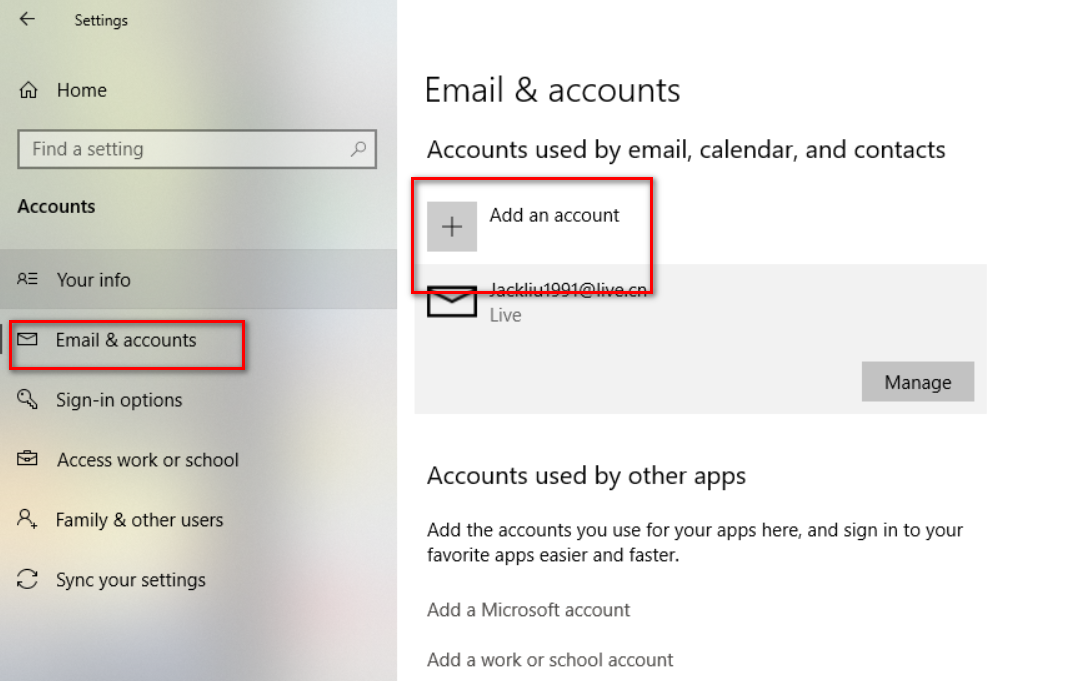 Settings
Home
Find a setting
Accounts
Your info
Email & accounts
Sign-in options
Access work or school
Family & other users
Sync your settings
Email & accounts
Accounts used by email, calendar, and contacts
Add an account
Jackliu1991@live.cn
Live
Manage
Accounts used by other apps
Add the accounts you use for your apps here, and sign in to your
favorite apps easier and faster.
Add a Microsoft account
Add a work or school account